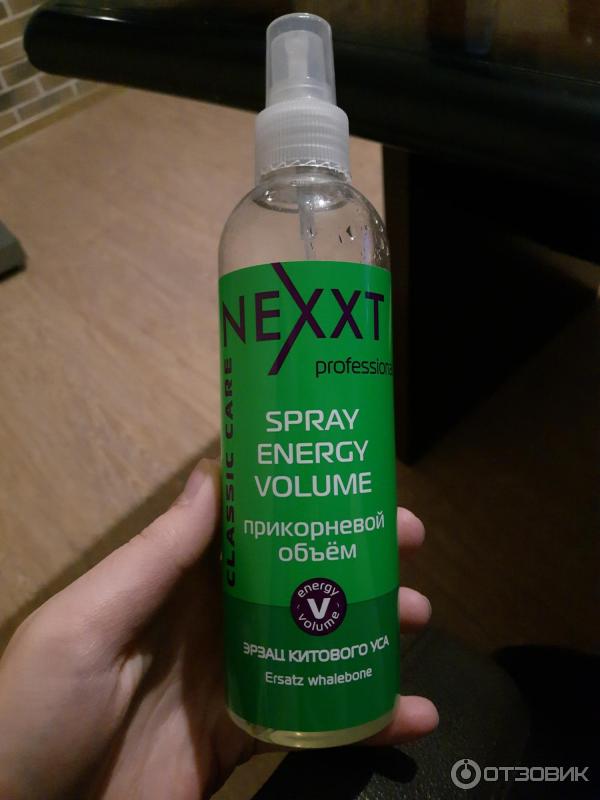 NEXXT
professional
CLASSIC CARE
SPRAY
ENERGY
VOLUME
прикорневой
объём
energy
V
volume
ЭРЗАЦ КИТОВОГО УСА
Ersatz whalebone
ОТЗОВИК